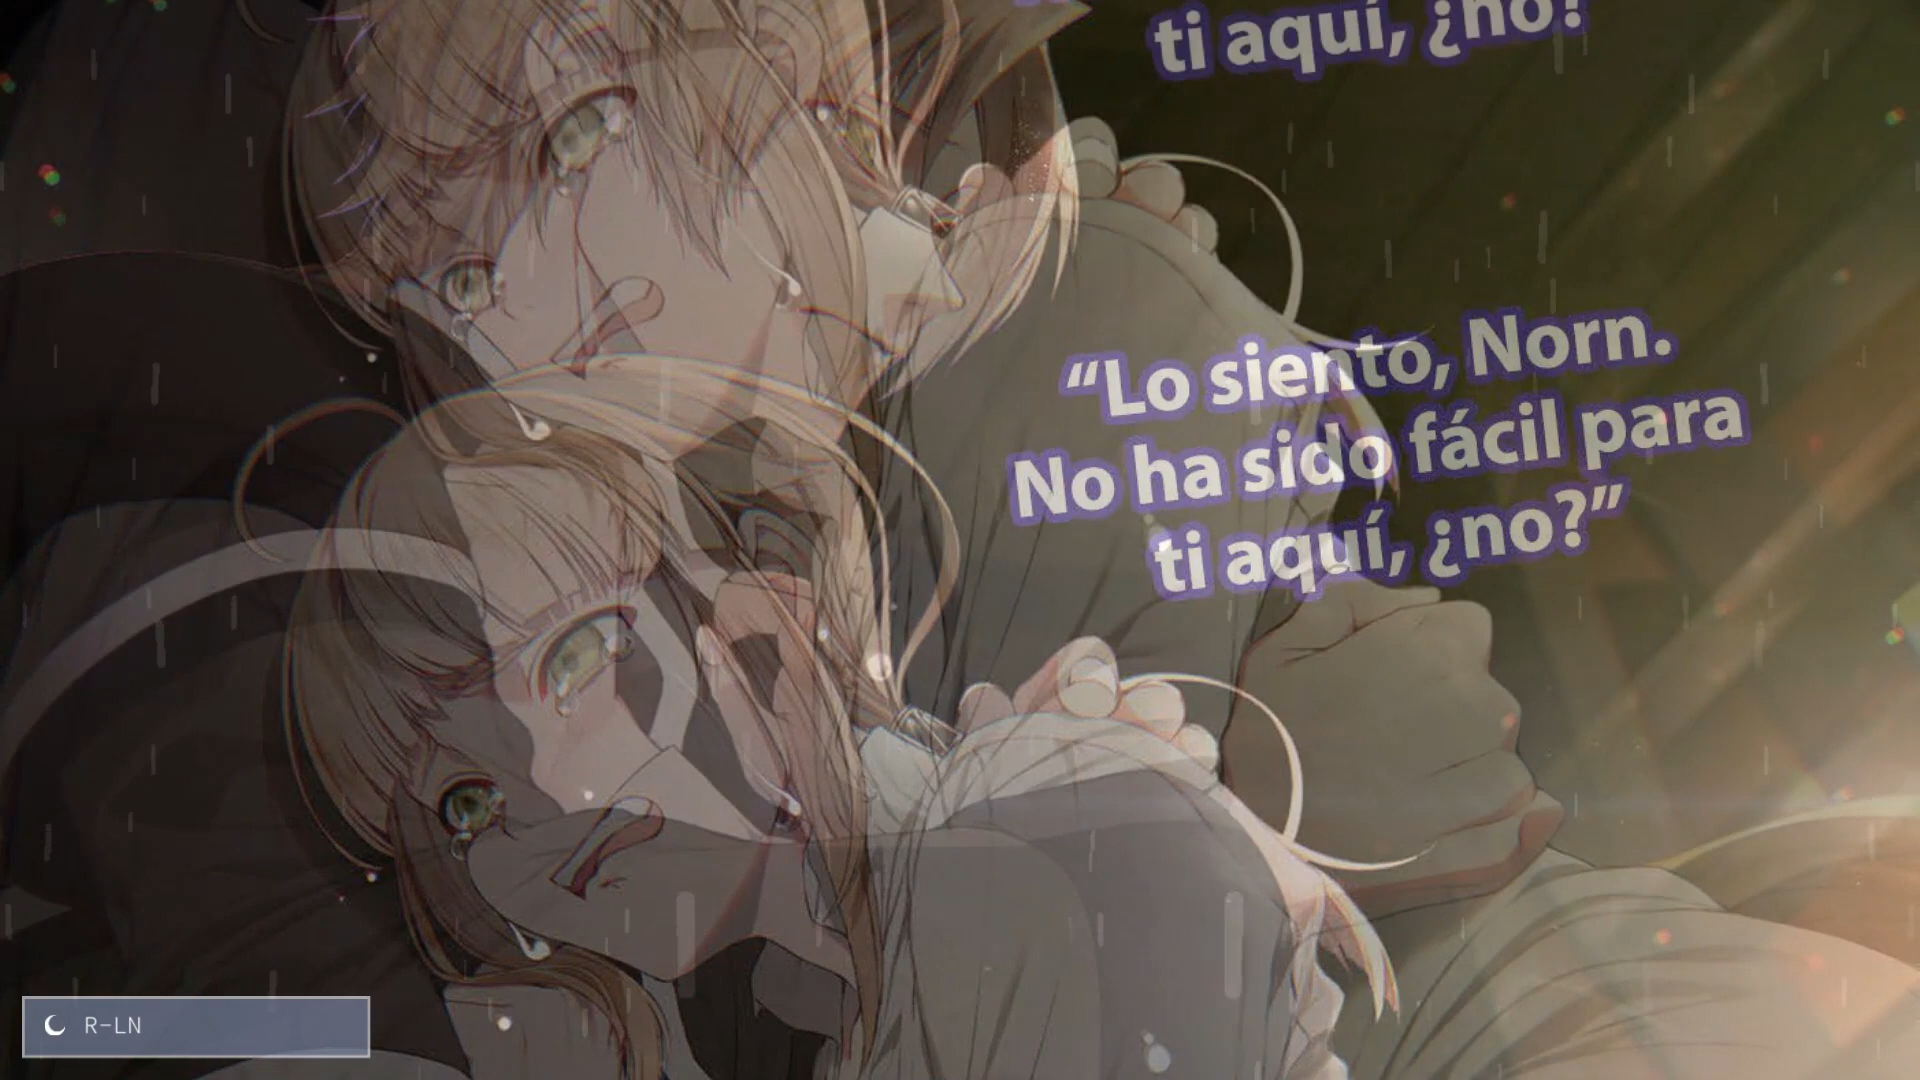 ti aquí, ¿no?
“Lo siento, Norn.
No ha sido fácil para
ti aquí, ¿no?”
R-LN